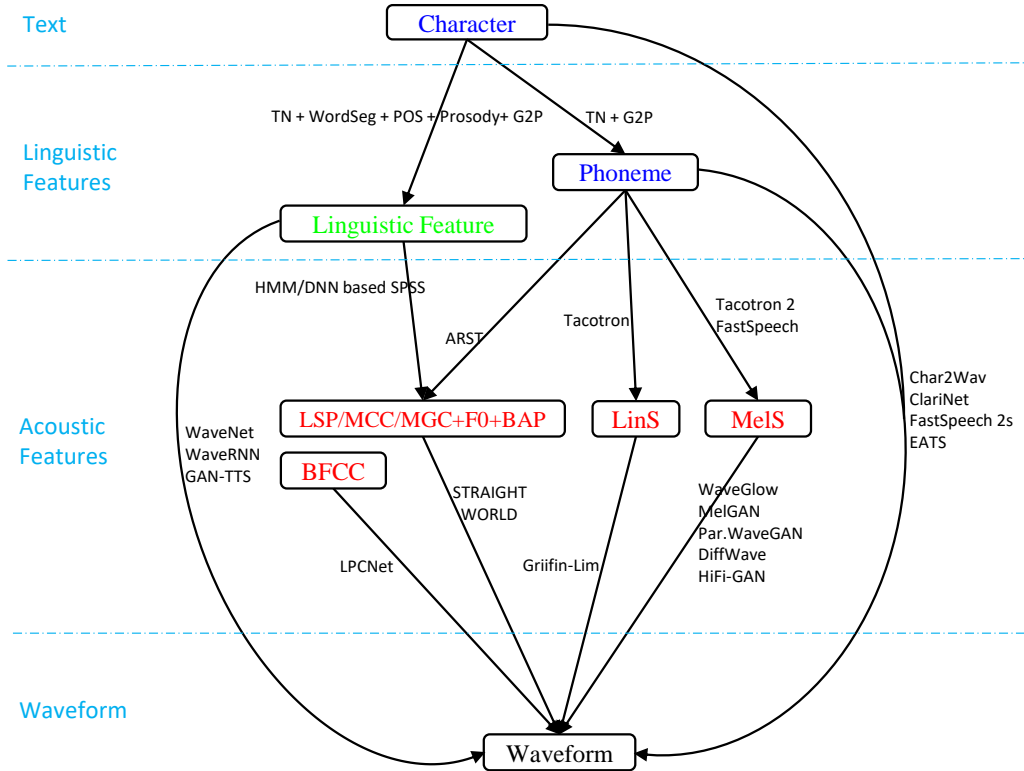 Text
Character
TN + WordSeg + POS + Prosody+ G2P
TN + G2P
Linguistic
Features
Phoneme
Linguistic Feature
HMM/DNN based SPSS
ARST
Tacotron
Tacotron 2
FastSpeech
Char2Wav
ClariNet
FastSpeech 2s
EATS
Acoustic
Features
LSP/MCC/MGC+F0+BAP
LinS
MelS
WaveNet
WaveRNN
GAN-TTS
BFCC
STRAIGHT
WORLD
WaveGlow
MelGAN
Par.WaveGAN
DiffWave
HiFi-GAN
LPCNet
Griifin-Lim
Waveform
Waveform